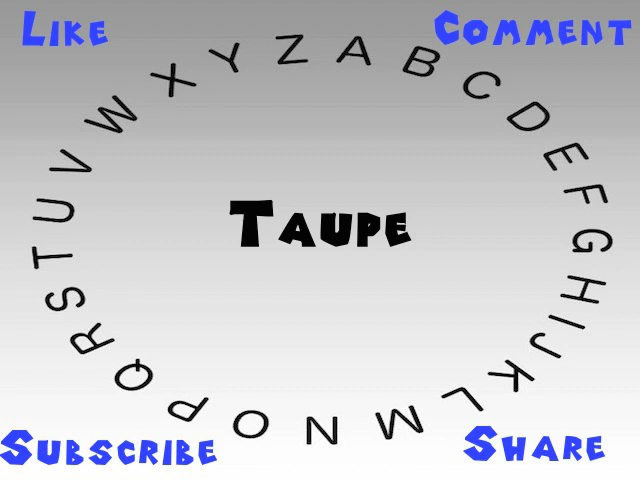 Like
Comment
A B C D E F G H I J K L M N O P Q R S T U V W X Y Z
Taupe
Subscribe
Share